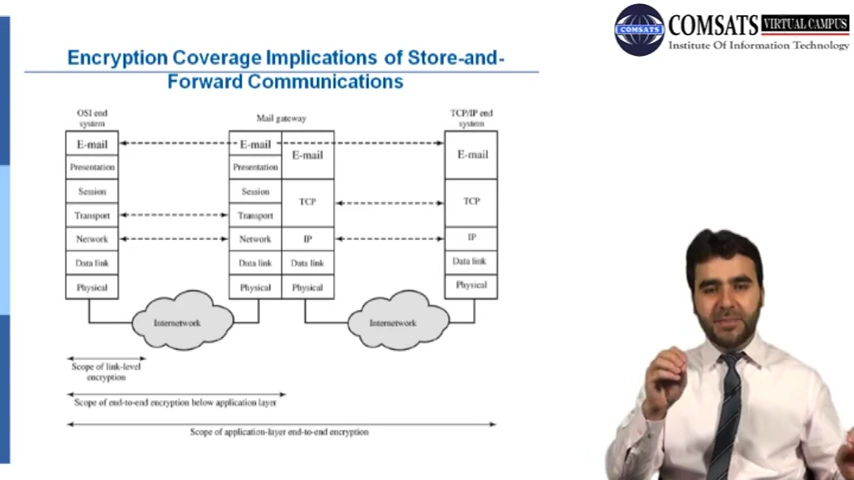 COMSATS VIRTUAL CAMPUS
COMSATS
Institute Of Information Technology
Encryption Coverage Implications of Store-and-
Forward Communications
OSI end
system
Mail gateway
TCP/IP end
system
E-mail
Presentation
Session
Transport
Network
Data link
Physical
E-mail
Presentation
Session
Transport
Network
Data link
Physical
E-mail
TCP
IP
Data link
Physical
E-mail
TCP
IP
Data link
Physical
Internetwork
Internetwork
Scope of link-level
encryption
Scope of end-to-end encryption below application layer
Scope of application-layer end-to-end encryption